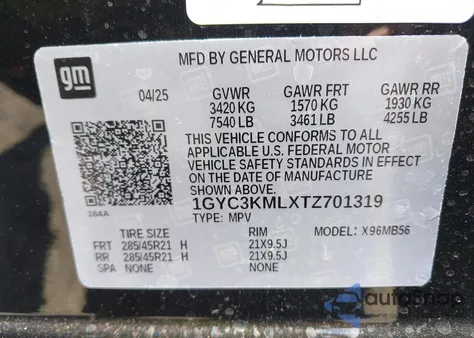 MFD BY GENERAL MOTORS LLC
gm
04/25 GVWR GAWR FRT GAWR RR
3420 KG 1570 KG 1930 KG
7540 LB 3461 LB 4255 LB
THIS VEHICLE CONFORMS TO ALL
APPLICABLE U.S. FEDERAL MOTOR
VEHICLE SAFETY STANDARDS IN EFFECT
ON THE DATE OF MANUFACTURE
SHOWN ABOVE.
384A
1GYC3KMLXTZ701319
TYPE: MPV
TIRE SIZE RIM MODEL: X96MB56
FRT 285/45R21 H 21X9.5J
RR 285/45R21 H 21X9.5J
SPA NONE NONE
autosnap